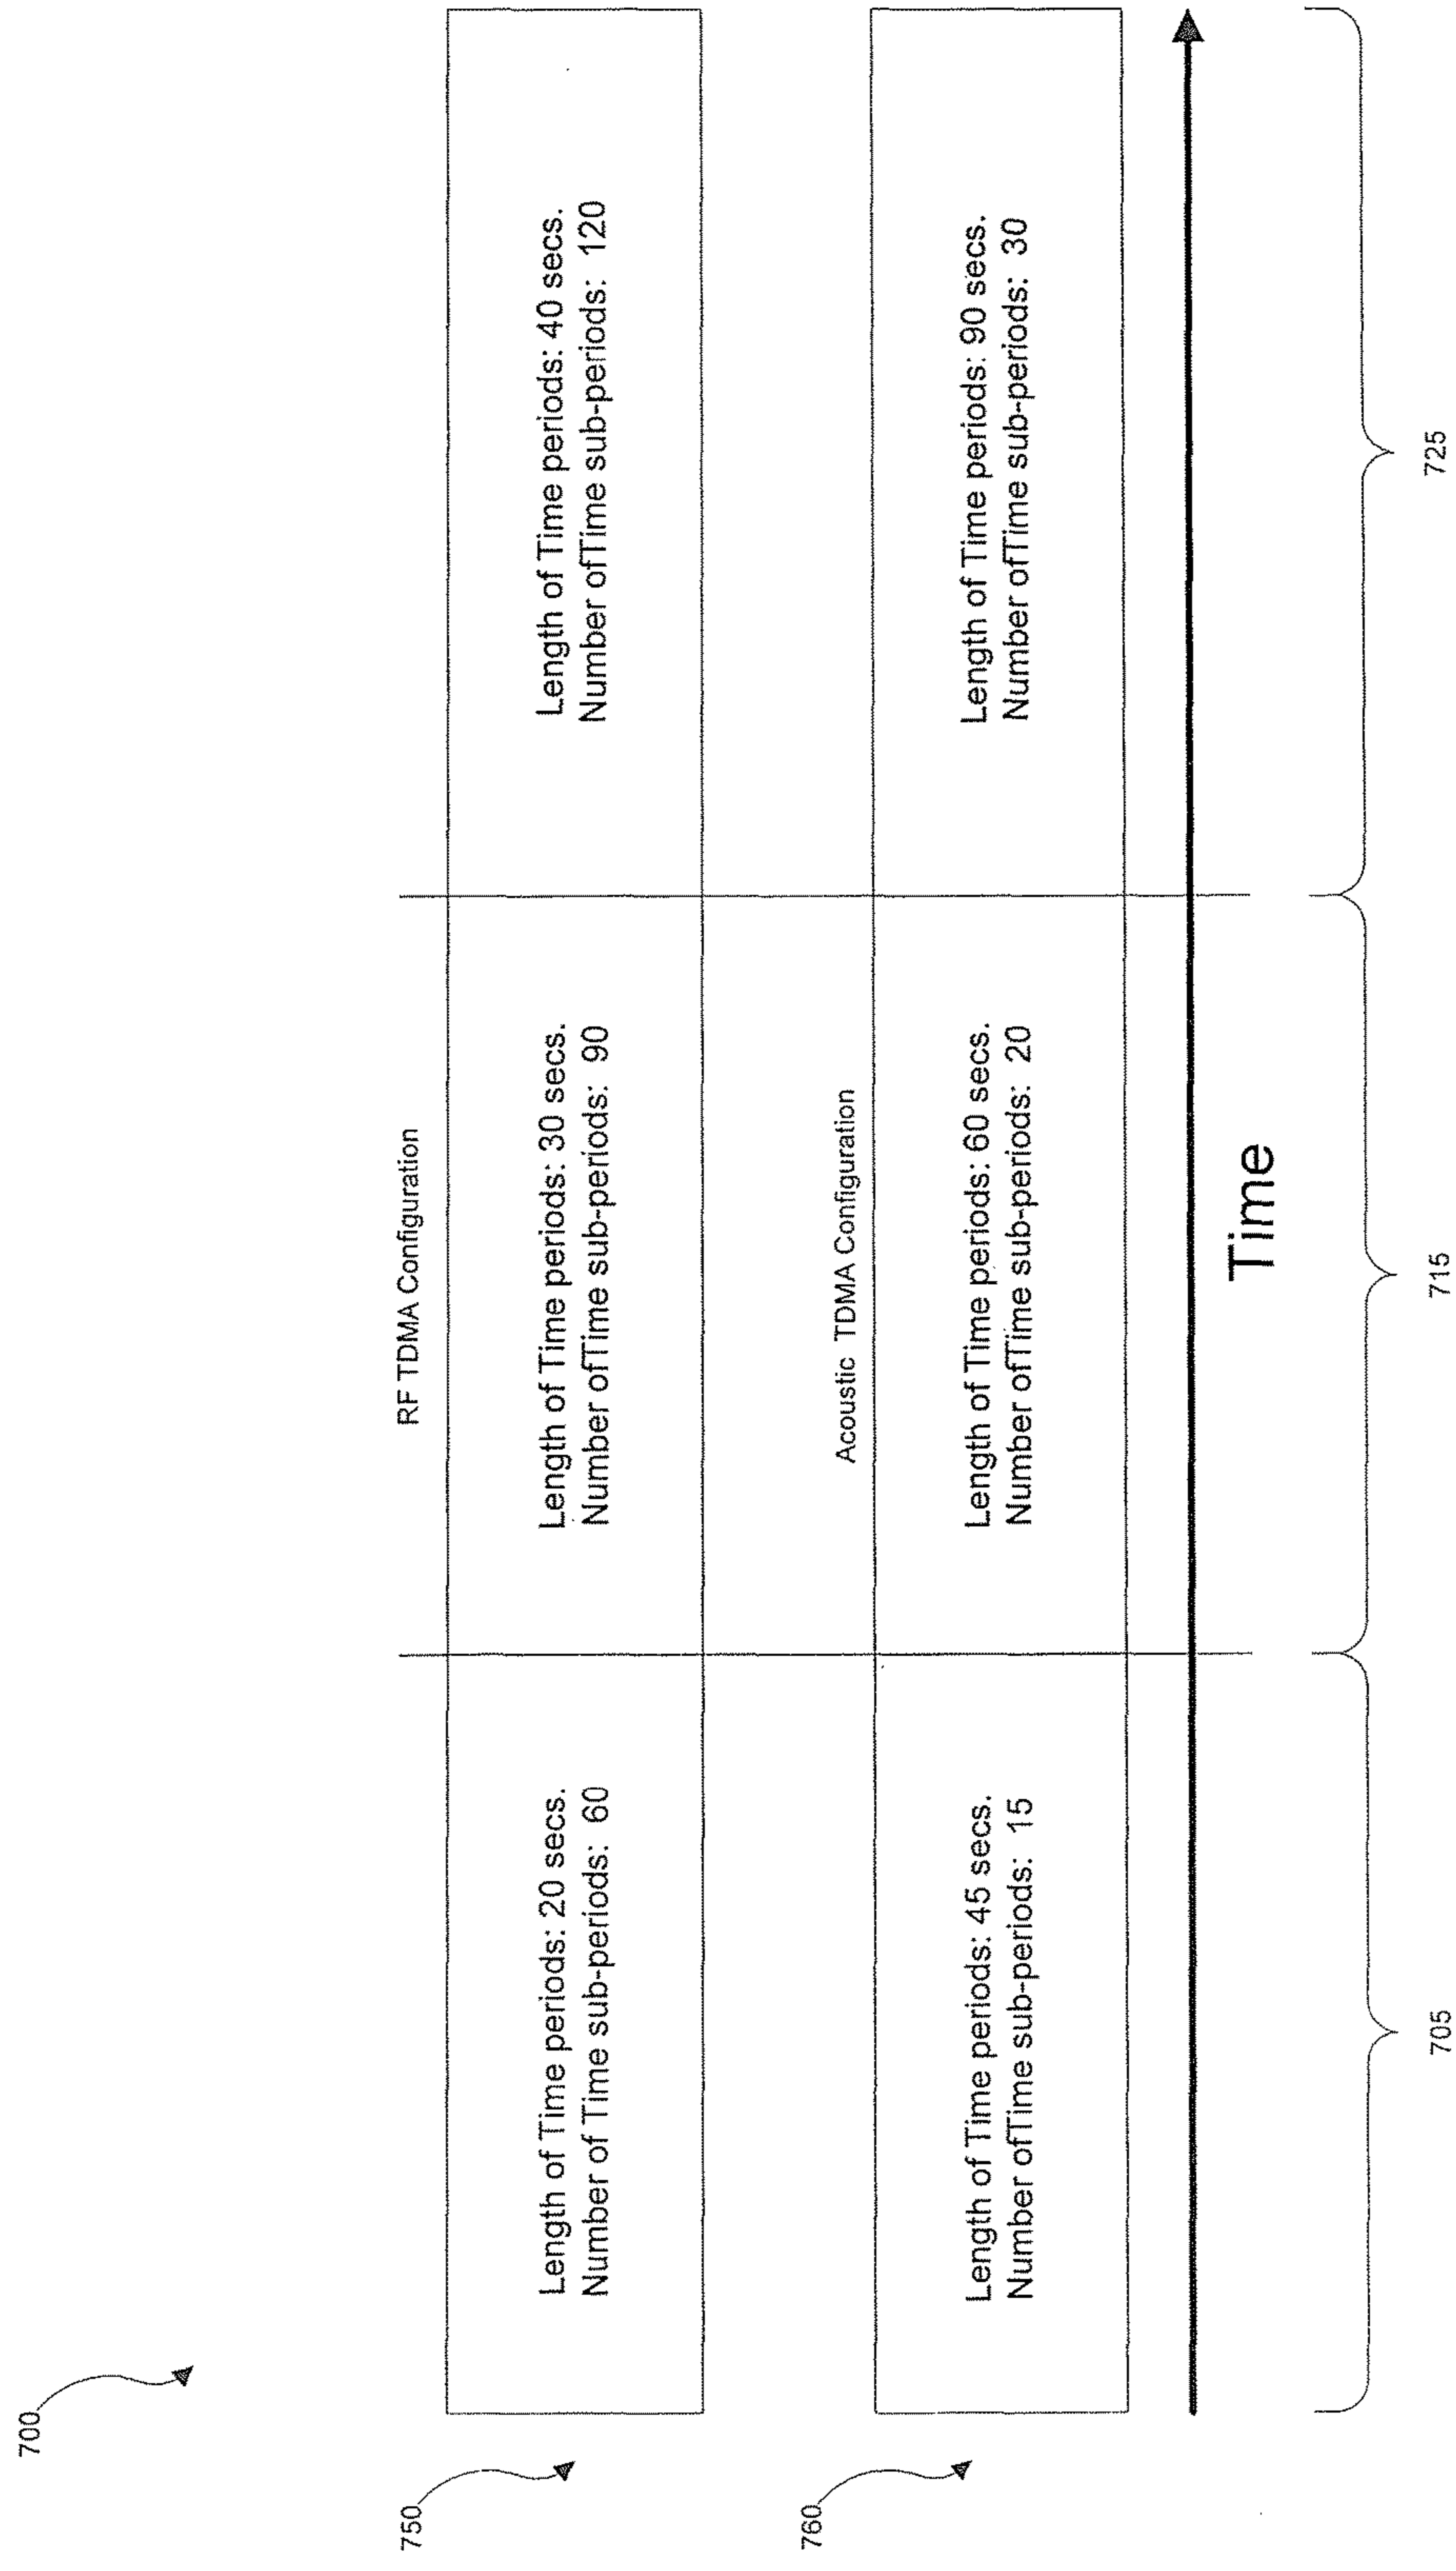 700
RF TDMA Configuration
750
Length of Time periods: 20 secs.
Number of Time sub-periods: 60
Length of Time periods: 30 secs.
Number ofTime sub-periods: 90
Length of Time periods: 40 secs.
Number ofTime sub-periods: 120
Acoustic TDMA Configuration
760
Length of Time periods: 45 secs.
Number ofTime sub-periods: 15
Length of Time periods: 60 secs.
Number ofTime sub-periods: 20
Length of Time periods: 90 secs.
Number ofTime sub-periods: 30
Time
705
715
725